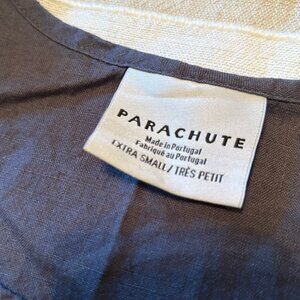 PARACHUTE
Made in Portugal
Fabriqué au Portugal
EXTRA SMALL / TRÈS PETIT